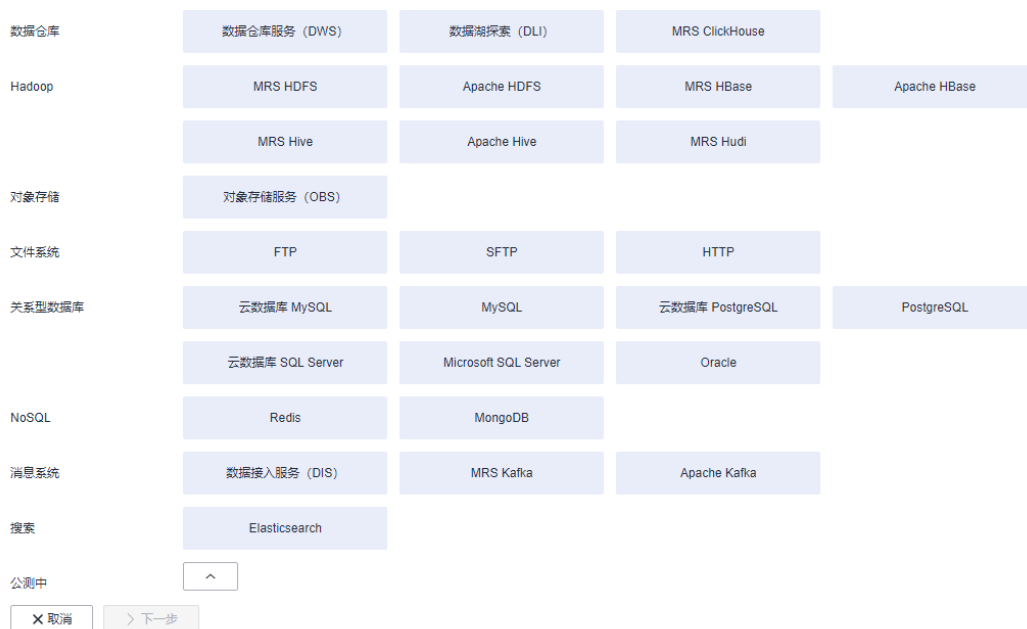 数据仓库 数据仓库服务（DWS） 数据湖探索（DLI） MRS ClickHouse
Hadoop MRS HDFS Apache HDFS MRS HBase Apache HBase
MRS Hive Apache Hive MRS Hudi
对象存储 对象存储服务（OBS）
文件系统 FTP SFTP HTTP
关系型数据库 云数据库 MySQL MySQL 云数据库 PostgreSQL PostgreSQL
云数据库 SQL Server Microsoft SQL Server Oracle
NoSQL Redis MongoDB
消息系统 数据接入服务（DIS） MRS Kafka Apache Kafka
搜索 Elasticsearch
公测中
取消 下一步